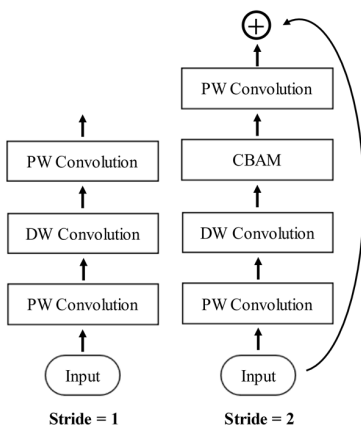 PW Convolution
DW Convolution
PW Convolution
Input
Stride = 1
PW Convolution
CBAM
DW Convolution
PW Convolution
Input
Stride = 2